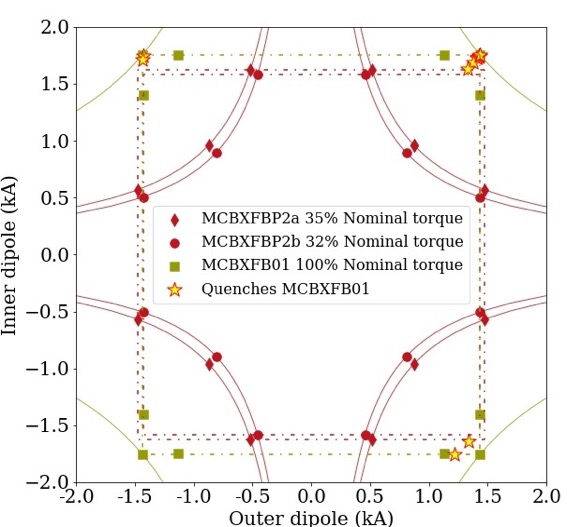 2.0
1.5
1.0
0.5
0.0
−0.5
−1.0
−1.5
−2.0
Inner dipole (kA)
MCBXFBP2a 35% Nominal torque
MCBXFBP2b 32% Nominal torque
MCBXFB01 100% Nominal torque
Quenches MCBXFB01
-2.0 -1.5 -1.0 -0.5 0.0 0.5 1.0 1.5 2.0
Outer dipole (kA)